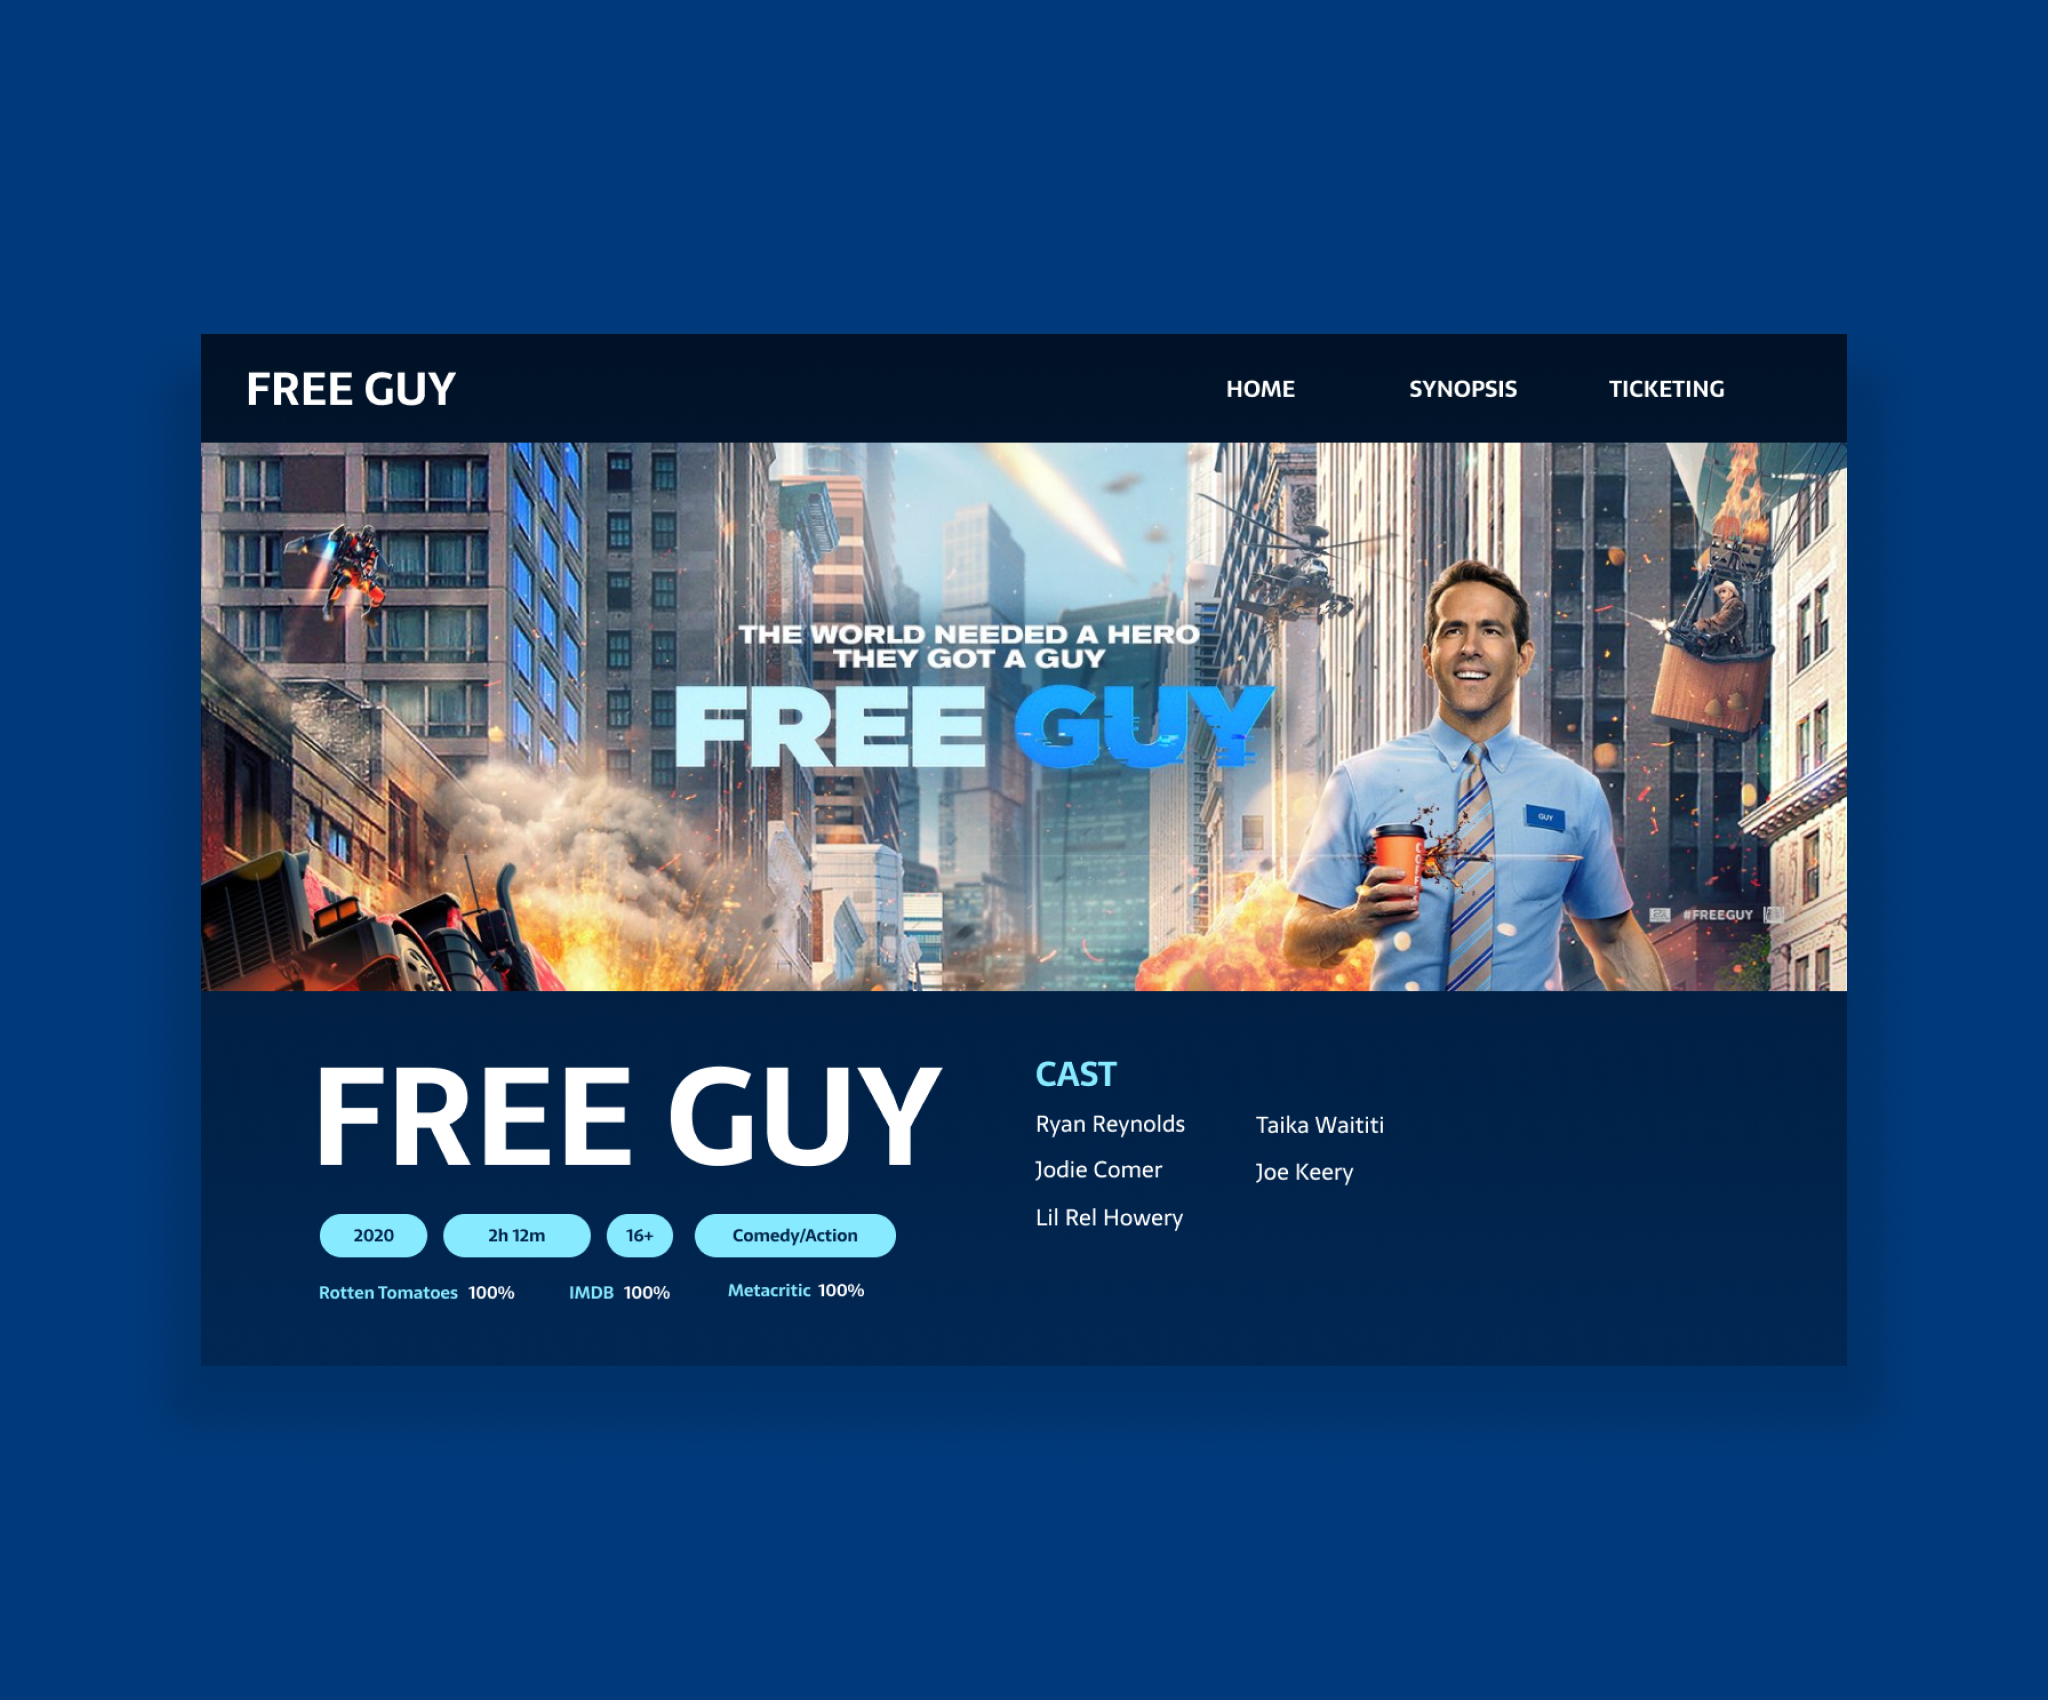 FREE GUY
HOME
SYNOPSIS
TICKETING
THE WORLD NEEDED A HERO
THEY GOT A GUY
FREE GUY
GUY
#FREEGUY
FREE GUY
2020
2h 12m
16+
Comedy/Action
Rotten Tomatoes 100%
IMDB 100%
Metacritic 100%
CAST
Ryan Reynolds
Taika Waititi
Jodie Comer
Joe Keery
Lil Rel Howery